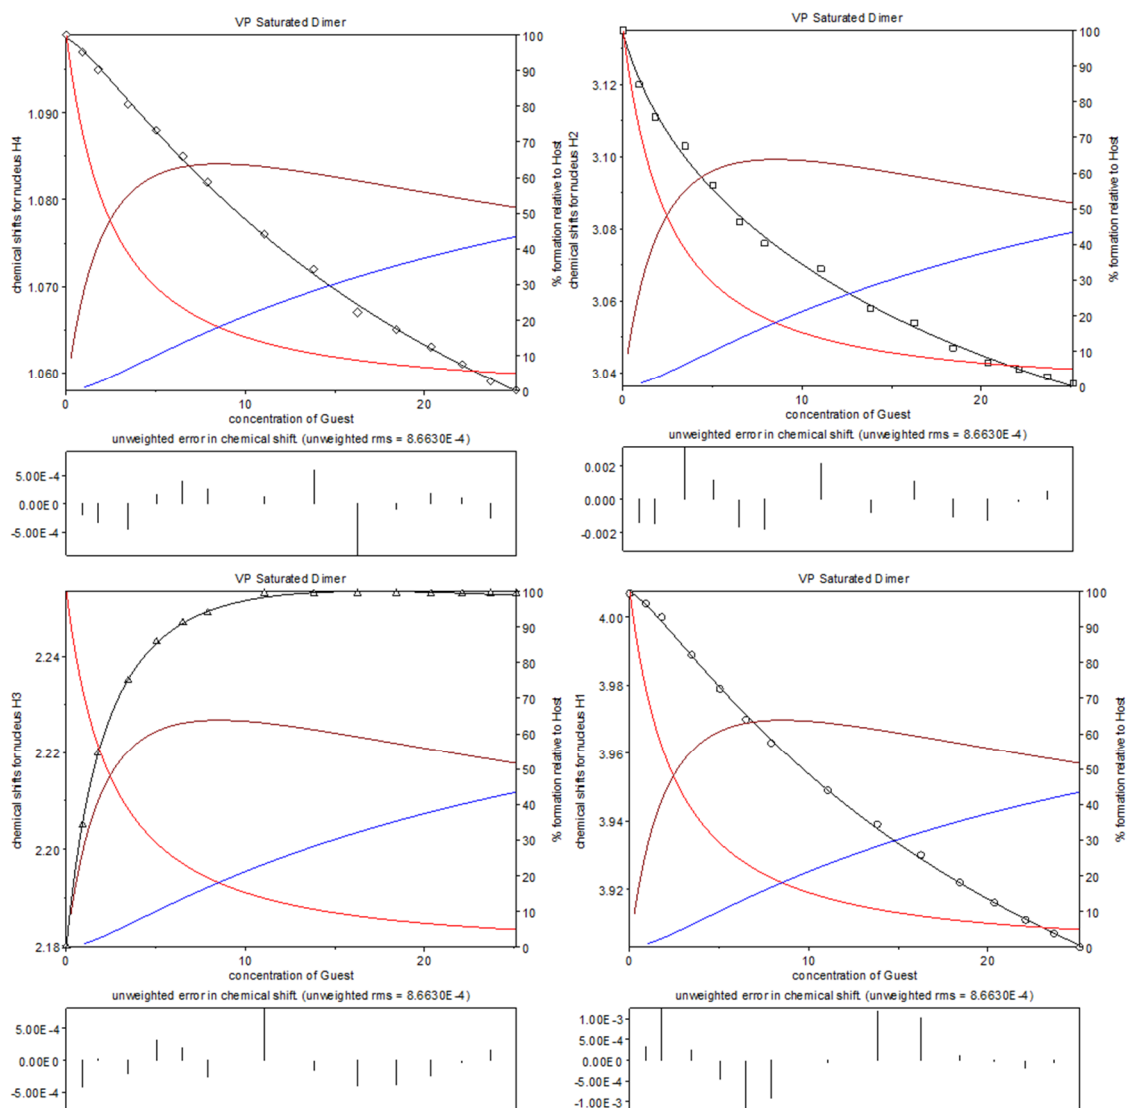 VP Saturated Dimer
chemical shifts for nucleus H4
1.090
1.080
1.070
1.060
100
90
80
70
60
50
40
30
20
10
0
% formation relative to Host
0 10 20
concentration of Guest
unweighted error in chemical shift. (unweighted rms = 8.6630E-4)
5.00E-4
0.00E0
-5.00E-4
VP Saturated Dimer
chemical shifts for nucleus H2
3.12
3.10
3.08
3.06
3.04
100
90
80
70
60
50
40
30
20
10
0
% formation relative to Host
0 10 20
concentration of Guest
unweighted error in chemical shift. (unweighted rms = 8.6630E-4)
0.002
0.000
-0.002
VP Saturated Dimer
chemical shifts for nucleus H3
2.24
2.22
2.20
2.18
100
90
80
70
60
50
40
30
20
10
0
% formation relative to Host
0 10 20
concentration of Guest
unweighted error in chemical shift. (unweighted rms = 8.6630E-4)
5.00E-4
0.00E0
-5.00E-4
VP Saturated Dimer
chemical shifts for nucleus H1
4.00
3.98
3.96
3.94
3.92
100
90
80
70
60
50
40
30
20
10
0
% formation relative to Host
0 10 20
concentration of Guest
unweighted error in chemical shift. (unweighted rms = 8.6630E-4)
1.00E-3
5.00E-4
0.00E0
-5.00E-4
-1.00E-3